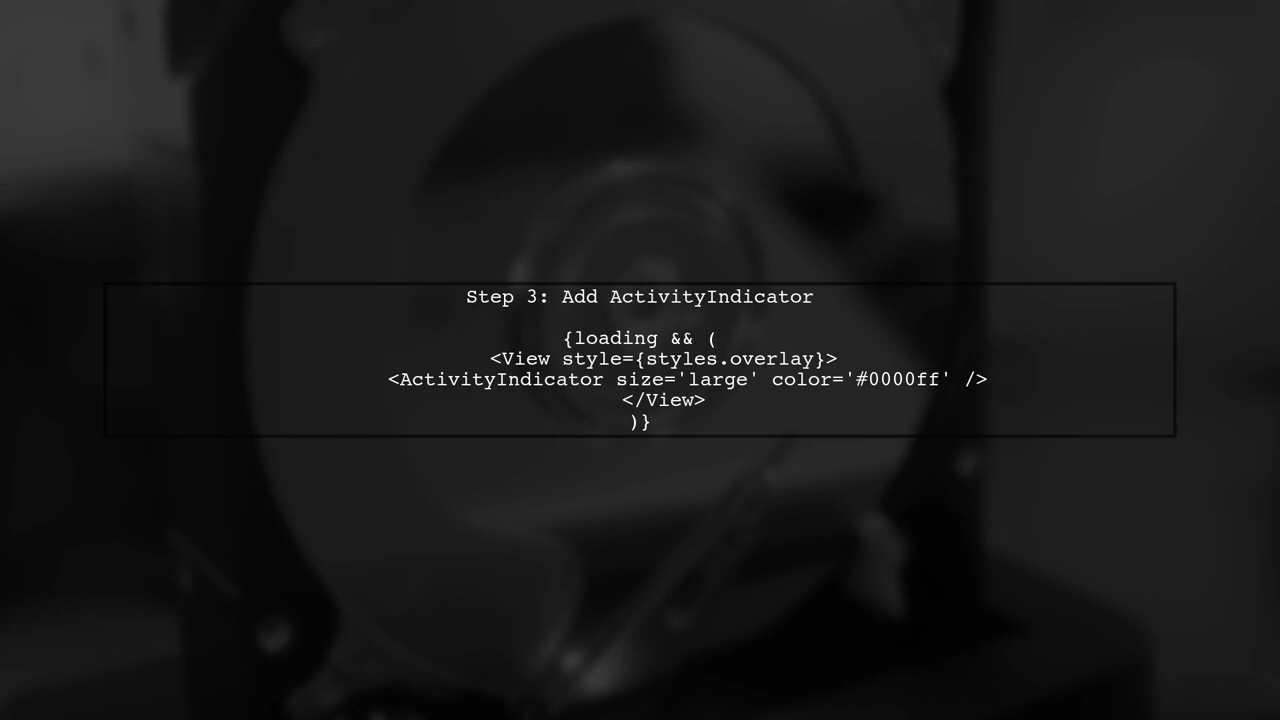 Step 3: Add ActivityIndicator
{loading && (
<View style={styles.overlay}>
<ActivityIndicator size='large' color='#0000ff' />
</View>
)}